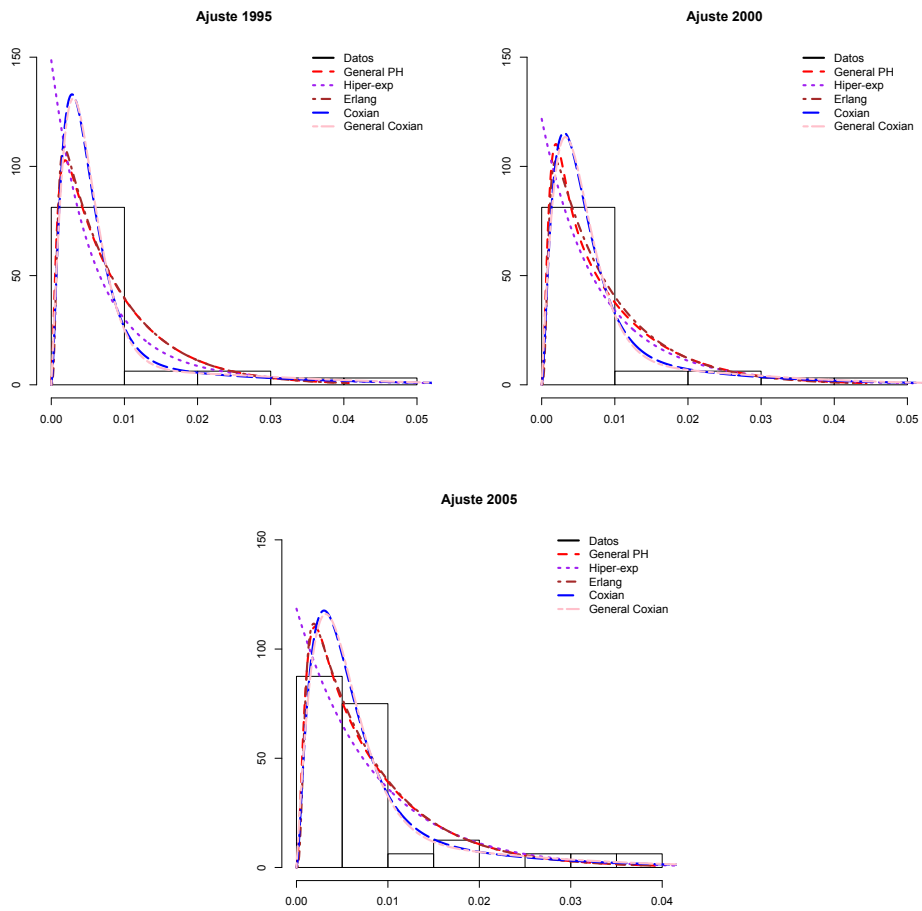 Ajuste 1995
150
100
50
0
Datos
General PH
Hiper-exp
Erlang
Coxian
General Coxian
0.00 0.01 0.02 0.03 0.04 0.05
Ajuste 2000
150
100
50
0
Datos
General PH
Hiper-exp
Erlang
Coxian
General Coxian
0.00 0.01 0.02 0.03 0.04 0.05
Ajuste 2005
150
100
50
0
Datos
General PH
Hiper-exp
Erlang
Coxian
General Coxian
0.00 0.01 0.02 0.03 0.04